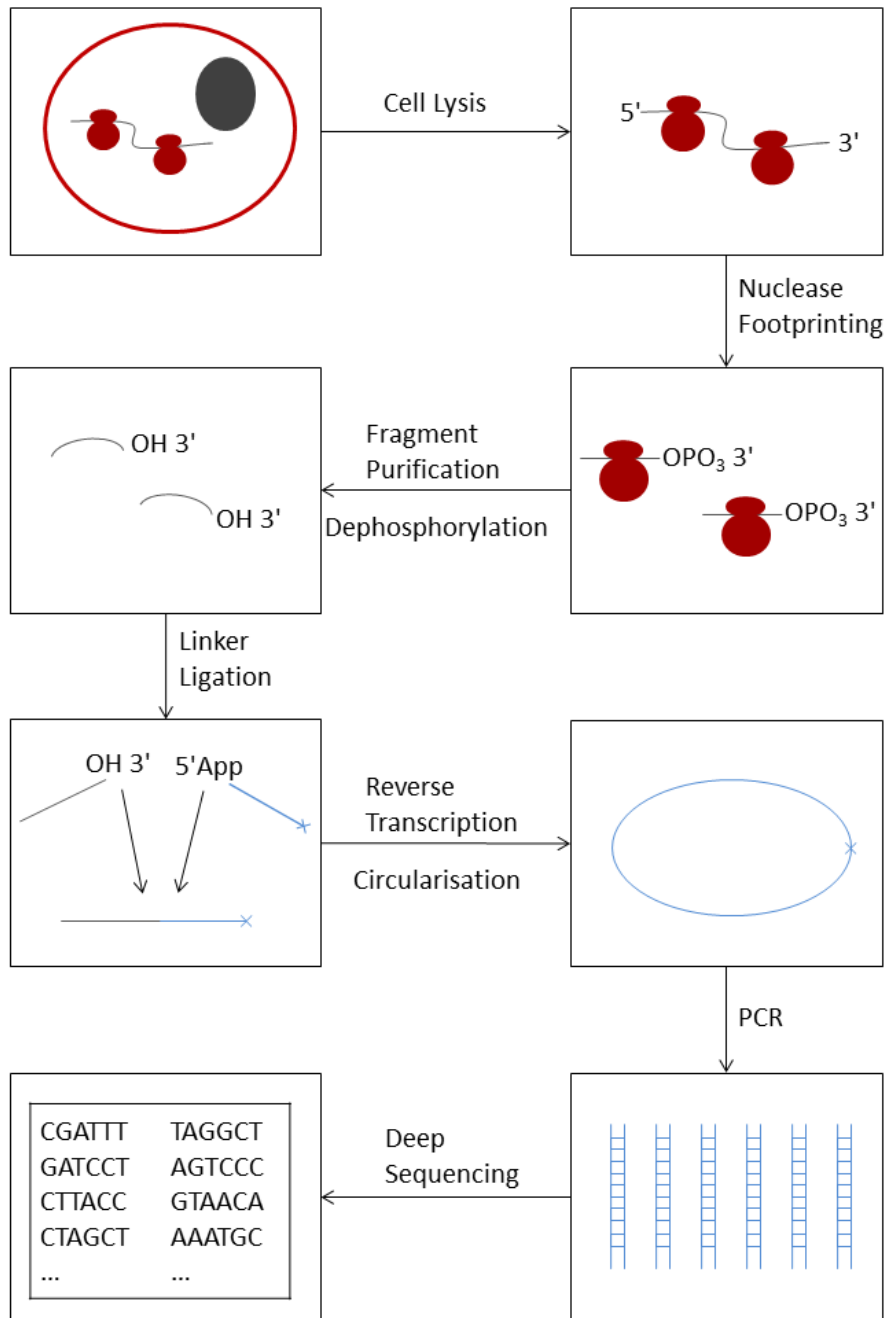 Cell Lysis
5'
3'
Nuclease
Footprinting
OPO₃ 3'
OPO₃ 3'
Fragment
Purification
Dephosphorylation
OH 3'
OH 3'
Linker
Ligation
OH 3' 5'App
Reverse
Transcription
Circularisation
PCR
Deep
Sequencing
CGATTT TAGGCT
GATCCT AGTCCC
CTTACC GTAACA
CTAGCT AAATGC
... ...